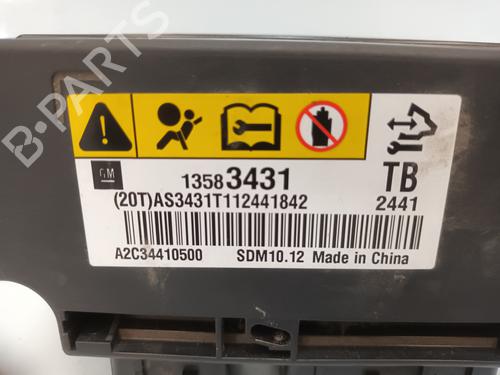 B-PARTS
GM
13583431
TB
(20T)AS3431T112441842
2441
A2C34410500
SDM10.12 Made in China